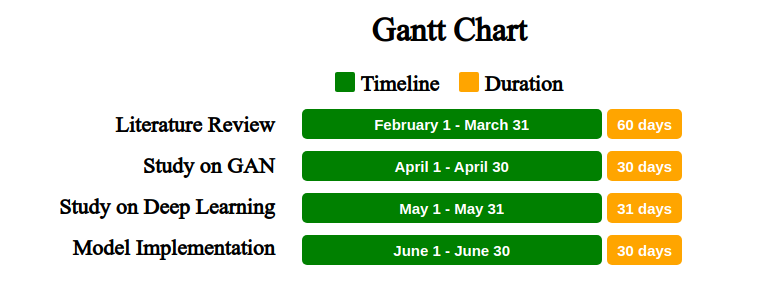 Gantt Chart
Timeline Duration
Literature Review February 1 - March 31 60 days
Study on GAN April 1 - April 30 30 days
Study on Deep Learning May 1 - May 31 31 days
Model Implementation June 1 - June 30 30 days